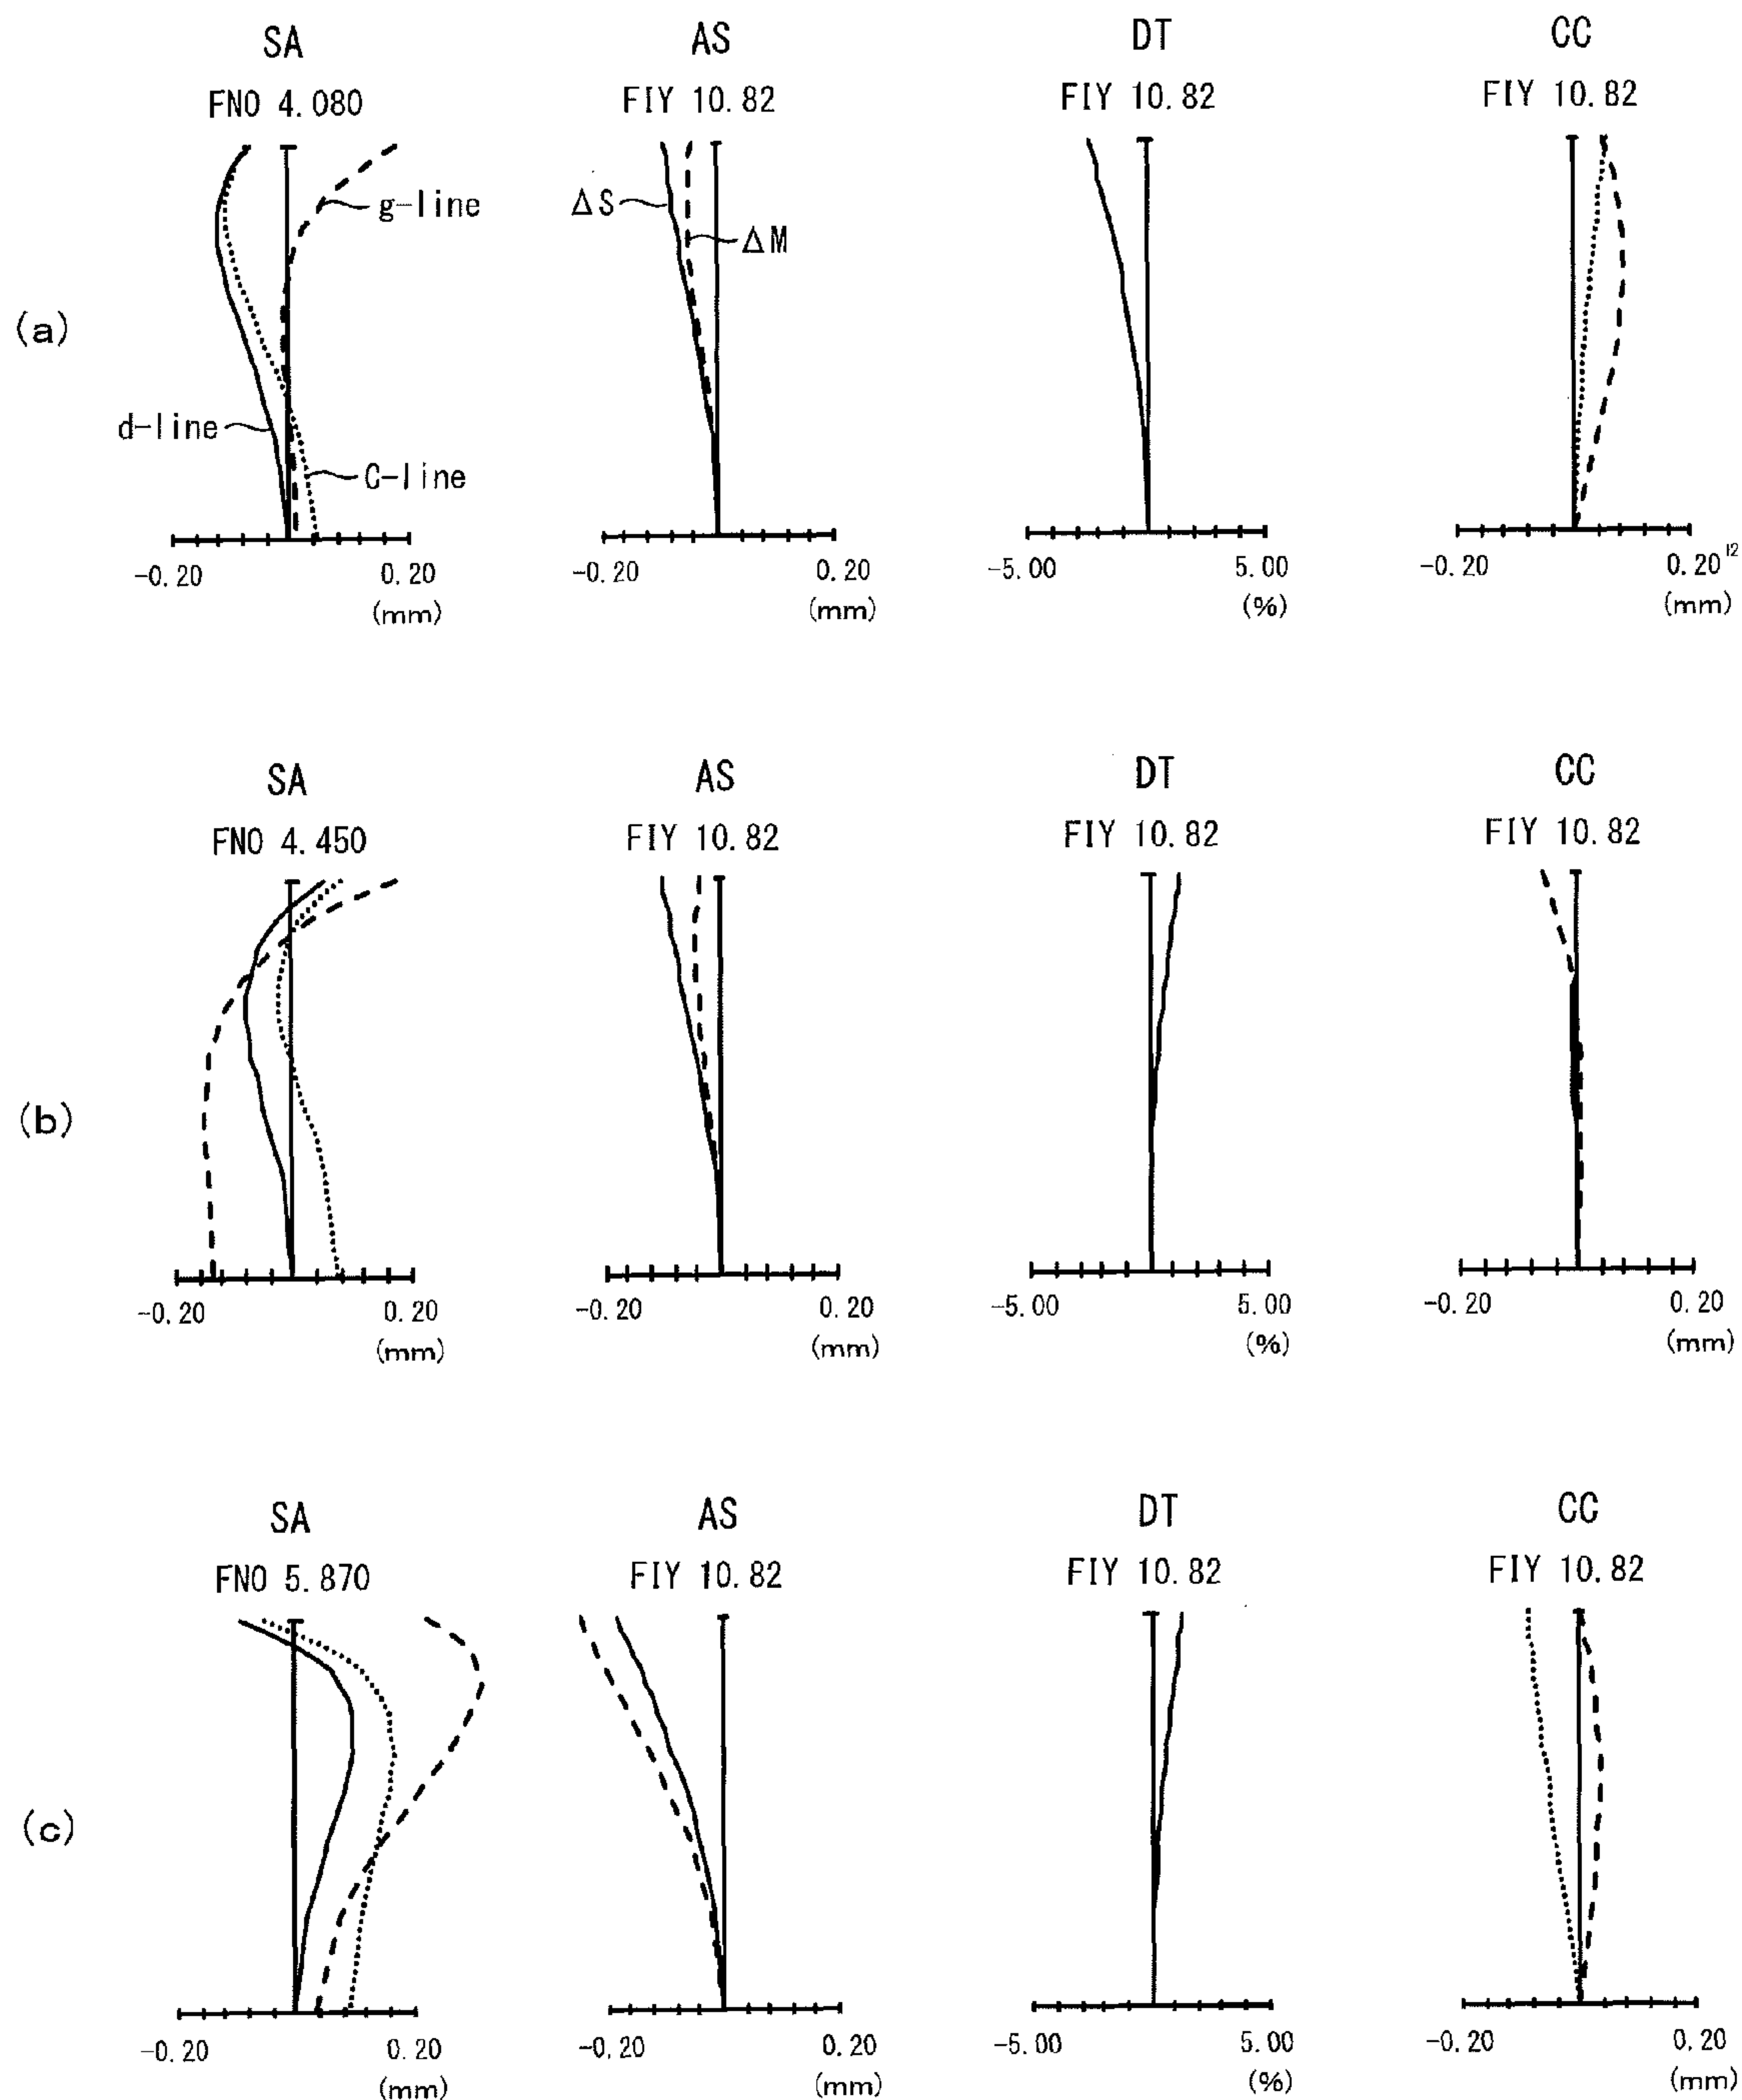 SA AS DT CC
FNO 4.080 FIY 10.82 FIY 10.82 FIY 10.82
g-line
ΔS
ΔM
(a)
d-line
C-line
-0.20 0.20 -0.20 0.20 -5.00 5.00 -0.20 0.20 12
(mm) (mm) (%) (mm)
SA AS DT CC
FNO 4.450 FIY 10.82 FIY 10.82 FIY 10.82
(b)
-0.20 0.20 -0.20 0.20 -5.00 5.00 -0.20 0.20
(mm) (mm) (%) (mm)
SA AS DT CC
FNO 5.870 FIY 10.82 FIY 10.82 FIY 10.82
(c)
-0.20 0.20 -0.20 0.20 -5.00 5.00 -0.20 0.20
(mm) (mm) (%) (mm)